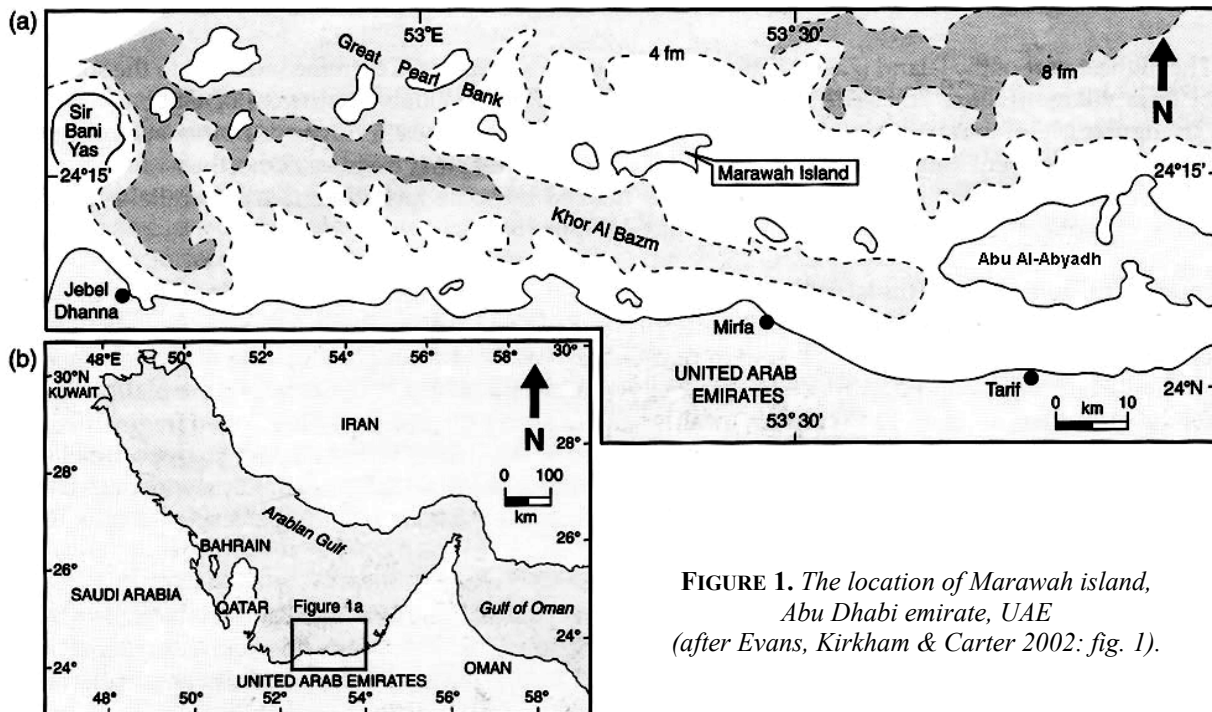 (a)
53°E
53° 30'
Great Pearl Bank
4 fm
8 fm
N
Sir
Bani
Yas
24°15'
24°15'
Marawah Island
Khor Al Bazm
Abu Al-Abyadh
Jebel
Dhanna
Mirfa
UNITED ARAB
EMIRATES
Tarif
24°N
53°30'
0 km 10
(b)
48°E 50° 52° 54° 56° 58° 30°
30°N
KUWAIT
IRAN
N
28°
28°
0 100
km
Arabian Gulf
BAHRAIN
26°
26°
SAUDI ARABIA
QATAR
Figure 1a
Gulf of Oman
24°
24°
OMAN
UNITED ARAB EMIRATES
48° 50° 52° 54° 56° 58°
FIGURE 1. The location of Marawah island,
Abu Dhabi emirate, UAE
(after Evans, Kirkham & Carter 2002: fig. 1).